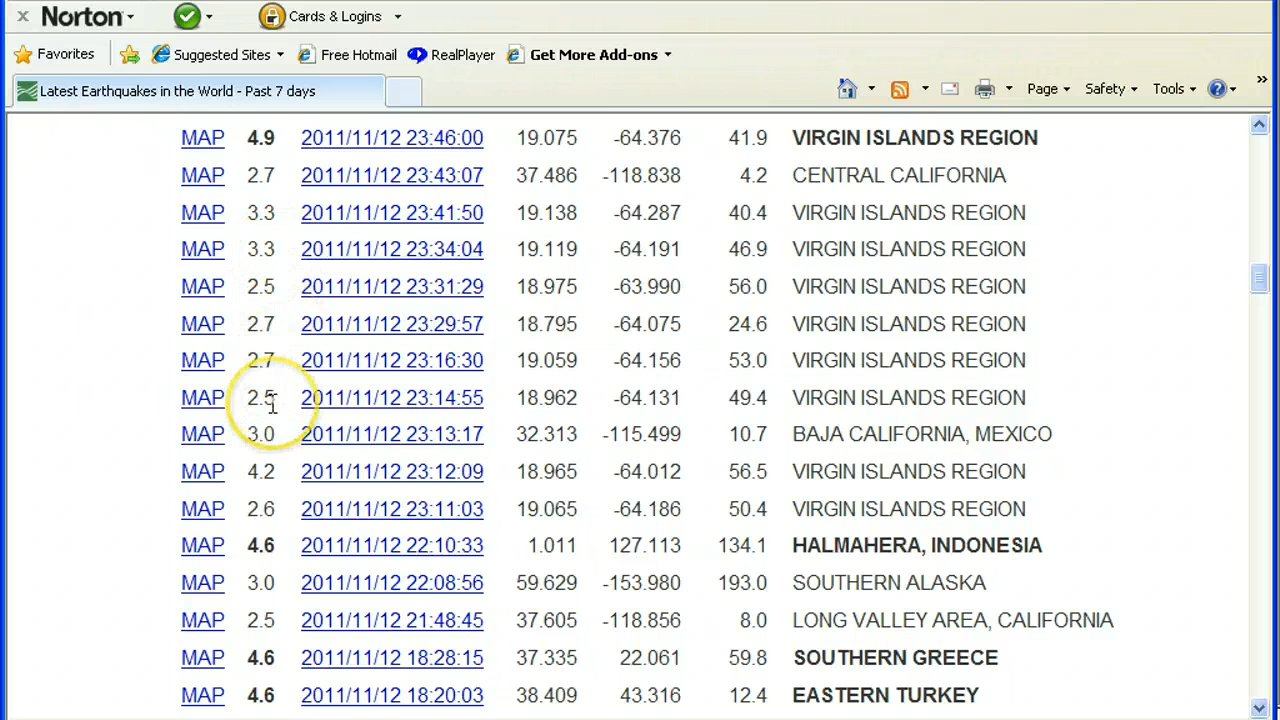 Norton Cards & Logins
Favorites Suggested Sites Free Hotmail RealPlayer Get More Add-ons
Latest Earthquakes in the World - Past 7 days Page Safety Tools
MAP 4.9 2011/11/12 23:46:00 19.075 -64.376 41.9 VIRGIN ISLANDS REGION
MAP 2.7 2011/11/12 23:43:07 37.486 -118.838 4.2 CENTRAL CALIFORNIA
MAP 3.3 2011/11/12 23:41:50 19.138 -64.287 40.4 VIRGIN ISLANDS REGION
MAP 3.3 2011/11/12 23:34:04 19.119 -64.191 46.9 VIRGIN ISLANDS REGION
MAP 2.5 2011/11/12 23:31:29 18.975 -63.990 56.0 VIRGIN ISLANDS REGION
MAP 2.7 2011/11/12 23:29:57 18.795 -64.075 24.6 VIRGIN ISLANDS REGION
MAP 2.7 2011/11/12 23:16:30 19.059 -64.156 53.0 VIRGIN ISLANDS REGION
MAP 2.5 2011/11/12 23:14:55 18.962 -64.131 49.4 VIRGIN ISLANDS REGION
MAP 3.0 2011/11/12 23:13:17 32.313 -115.499 10.7 BAJA CALIFORNIA, MEXICO
MAP 4.2 2011/11/12 23:12:09 18.965 -64.012 56.5 VIRGIN ISLANDS REGION
MAP 2.6 2011/11/12 23:11:03 19.065 -64.186 50.4 VIRGIN ISLANDS REGION
MAP 4.6 2011/11/12 22:10:33 1.011 127.113 134.1 HALMAHERA, INDONESIA
MAP 3.0 2011/11/12 22:08:56 59.629 -153.980 193.0 SOUTHERN ALASKA
MAP 2.5 2011/11/12 21:48:45 37.605 -118.856 8.0 LONG VALLEY AREA, CALIFORNIA
MAP 4.6 2011/11/12 18:28:15 37.335 22.061 59.8 SOUTHERN GREECE
MAP 4.6 2011/11/12 18:20:03 38.409 43.316 12.4 EASTERN TURKEY